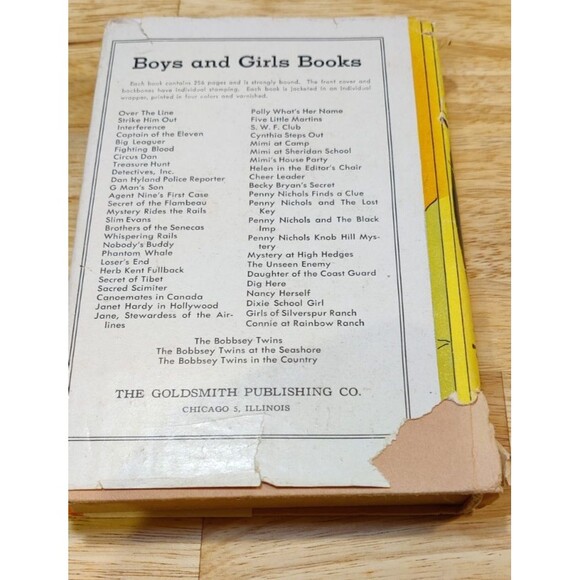 Boys and Girls Books
Each book contains 256 pages and is strongly bound. The front cover and
backbones have individual stamping. Each book is jacketed in an individual
wrapper, printed in four colors and varnished.
Over The Line
Strike Him Out
Interference
Captain of the Eleven
Big Leaguer
Fighting Blood
Circus Dan
Treasure Hunt
Detectives, Inc.
Dan Hyland Police Reporter
G Man's Son
Agent Nine's First Case
Secret of the Flambeau
Mystery Rides the Rails
Slim Evans
Brothers of the Senecas
Whispering Rails
Nobody's Buddy
Phantom Whale
Loser's End
Herb Kent Fullback
Secret of Tibet
Sacred Scimiter
Canoemates in Canada
Janet Hardy in Hollywood
Jane, Stewardess of the Air-
lines
Polly What's Her Name
Five Little Martins
S. W. F. Club
Cynthia Steps Out
Mimi at Camp
Mimi at Sheridan School
Mimi's House Party
Helen in the Editor's Chair
Cheer Leader
Becky Bryan's Secret
Penny Nichols Finds a Clue
Penny Nichols and The Lost
Key
Penny Nichols and The Black
Imp
Penny Nichols Knob Hill Mys-
tery
Mystery at High Hedges
The Unseen Enemy
Daughter of the Coast Guard
Dig Here
Nancy Herself
Dixie School Girl
Girls of Silverspur Ranch
Connie at Rainbow Ranch
The Bobbsey Twins
The Bobbsey Twins at the Seashore
The Bobbsey Twins in the Country
THE GOLDSMITH PUBLISHING CO.
CHICAGO 5, ILLINOIS